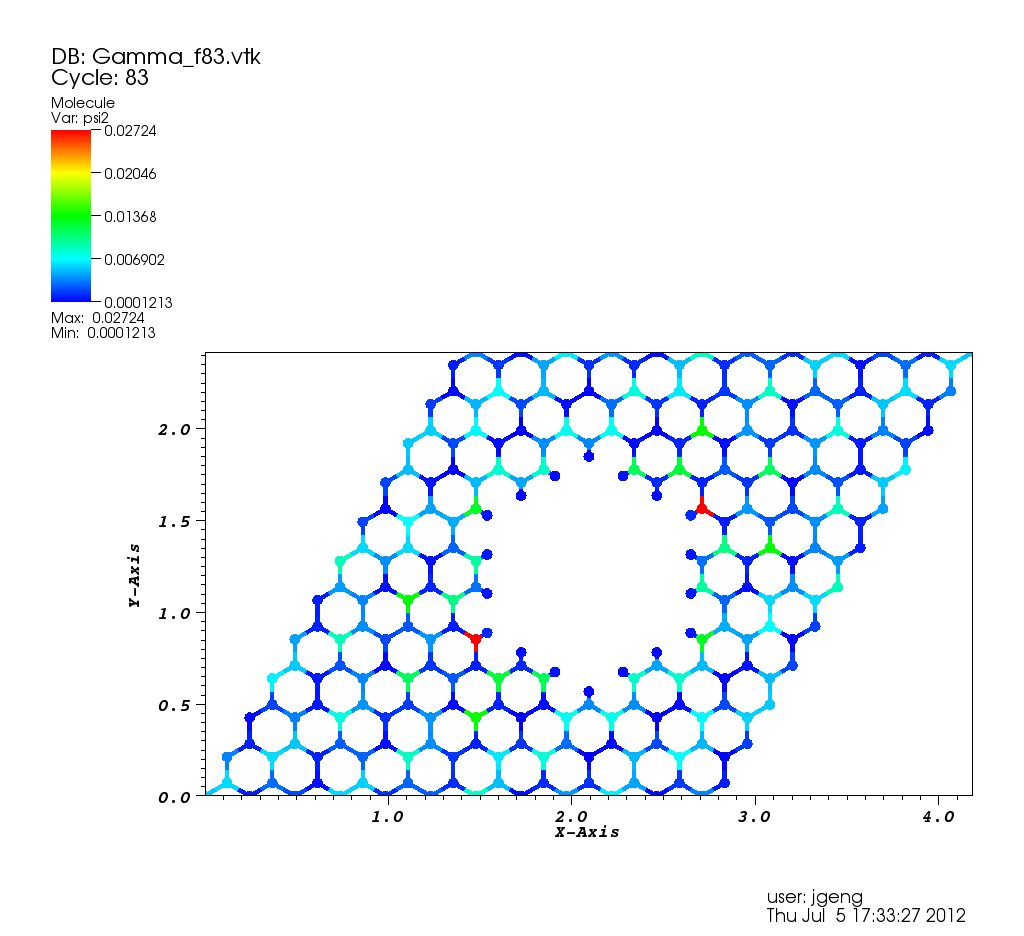 DB: Gamma_f83.vtk
Cycle: 83
Molecule
Var: psi2
0.02724
0.02046
0.01368
0.006902
0.0001213
Max: 0.02724
Min: 0.0001213
2.0
1.5
1.0
0.5
0.0
Y-Axis
1.0 2.0 3.0 4.0
X-Axis
user: jgeng
Thu Jul 5 17:33:27 2012